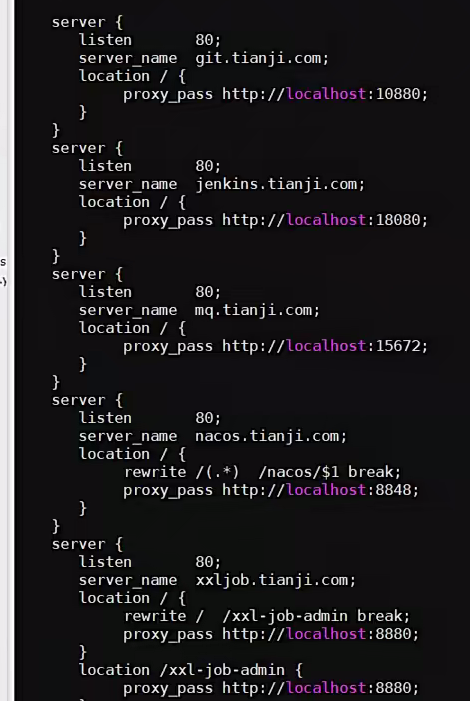 server {
listen 80;
server_name git.tianji.com;
location / {
proxy_pass http://localhost:10880;
}
}
server {
listen 80;
server_name jenkins.tianji.com;
location / {
proxy_pass http://localhost:18080;
}
}
server {
listen 80;
server_name mq.tianji.com;
location / {
proxy_pass http://localhost:15672;
}
}
server {
listen 80;
server_name nacos.tianji.com;
location / {
rewrite /(.*) /nacos/$1 break;
proxy_pass http://localhost:8848;
}
}
server {
listen 80;
server_name xxljob.tianji.com;
location / {
rewrite / /xxl-job-admin break;
proxy_pass http://localhost:8880;
}
location /xxl-job-admin {
proxy_pass http://localhost:8880;